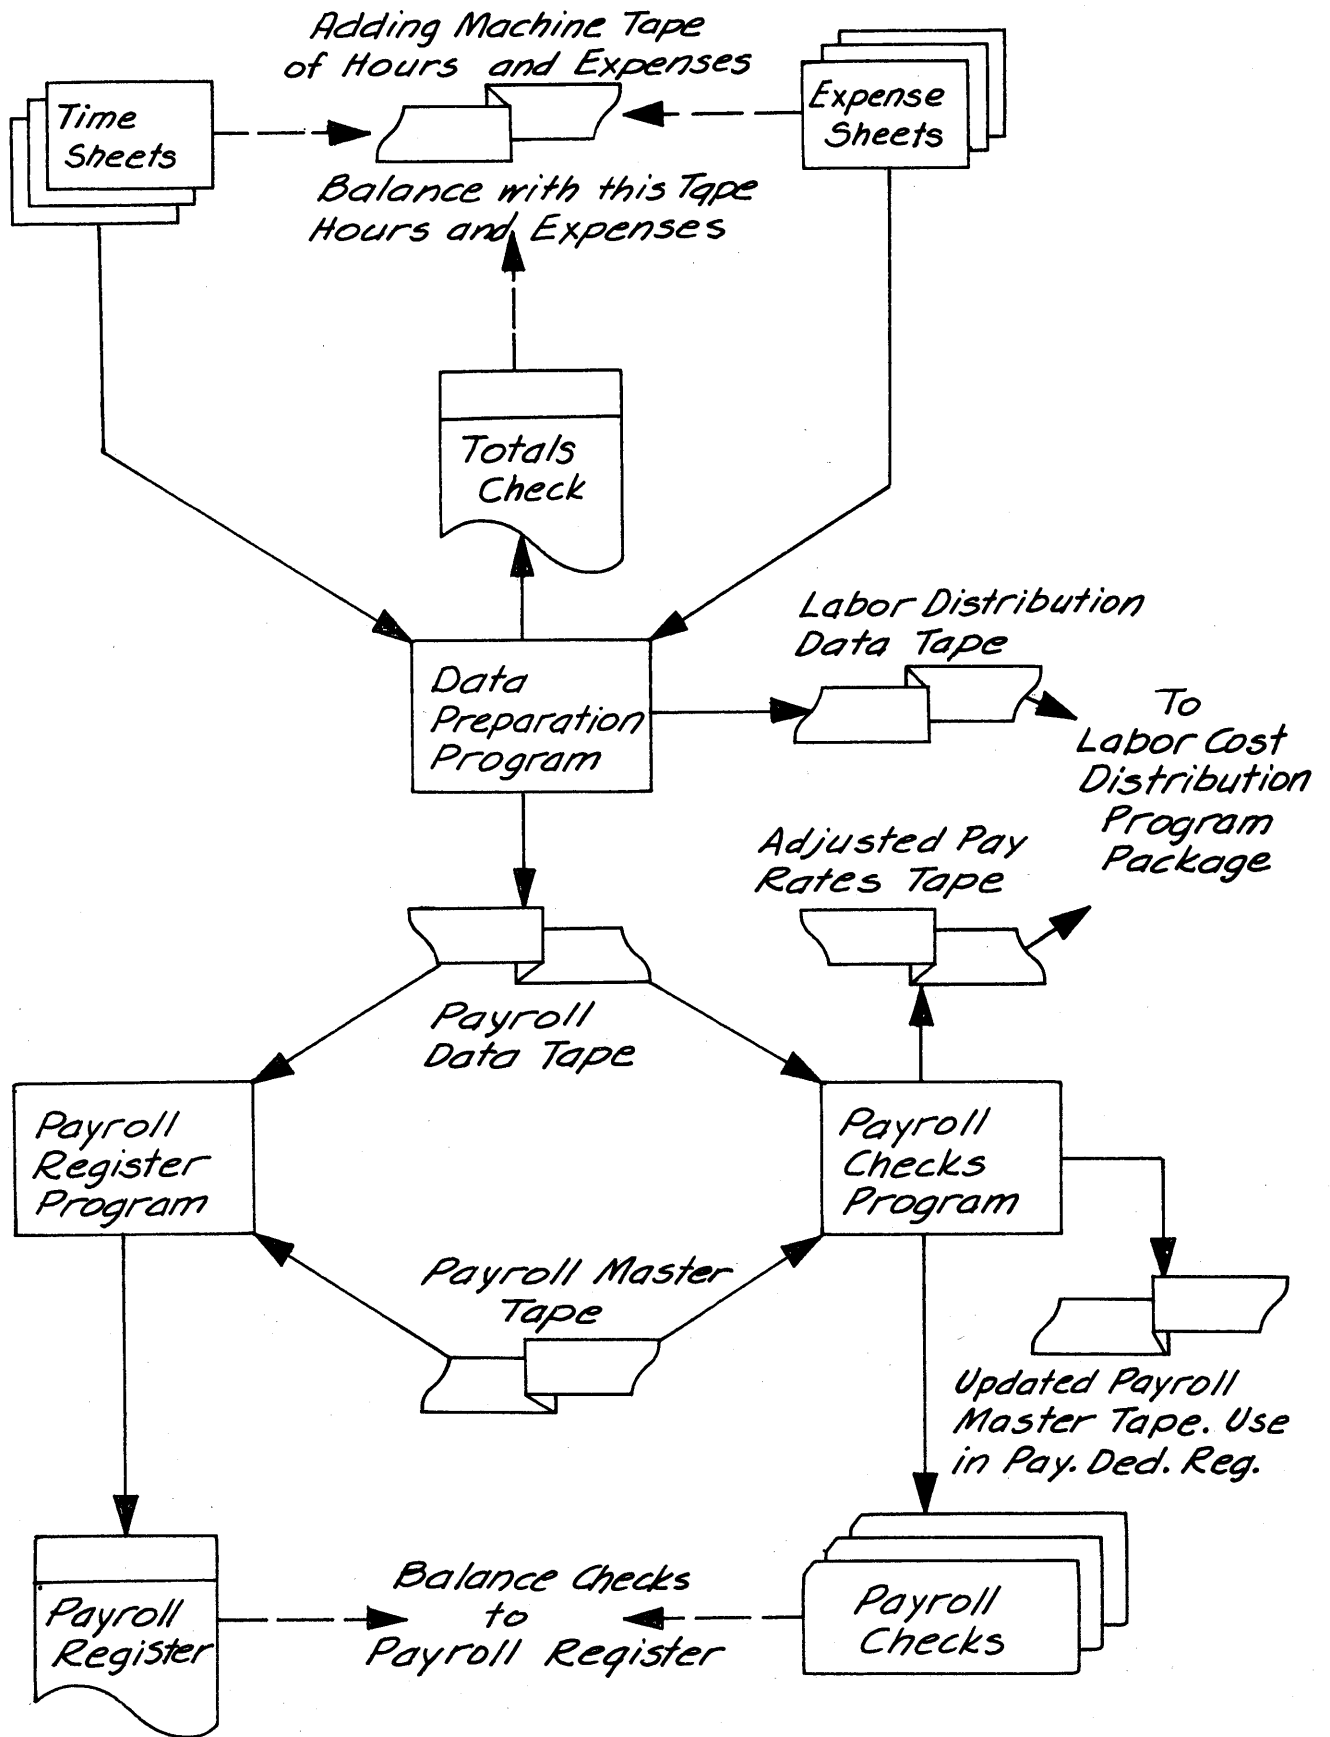 Adding Machine Tape
of Hours and Expenses
Time
Sheets
Expense
Sheets
Balance with this Tape
Hours and Expenses
Totals
Check
Labor Distribution
Data Tape
Data
Preparation
Program
To
Labor Cost
Distribution
Program
Package
Adjusted Pay
Rates Tape
Payroll
Data Tape
Payroll
Register
Program
Payroll
Checks
Program
Payroll Master
Tape
Updated Payroll
Master Tape. Use
in Pay. Ded. Reg.
Payroll
Register
Balance Checks
to
Payroll Register
Payroll
Checks